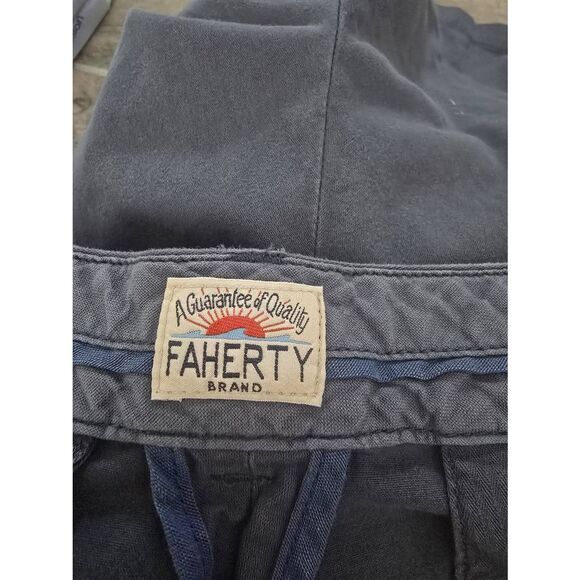 A Guarantee of Quality
FAHERTY
BRAND